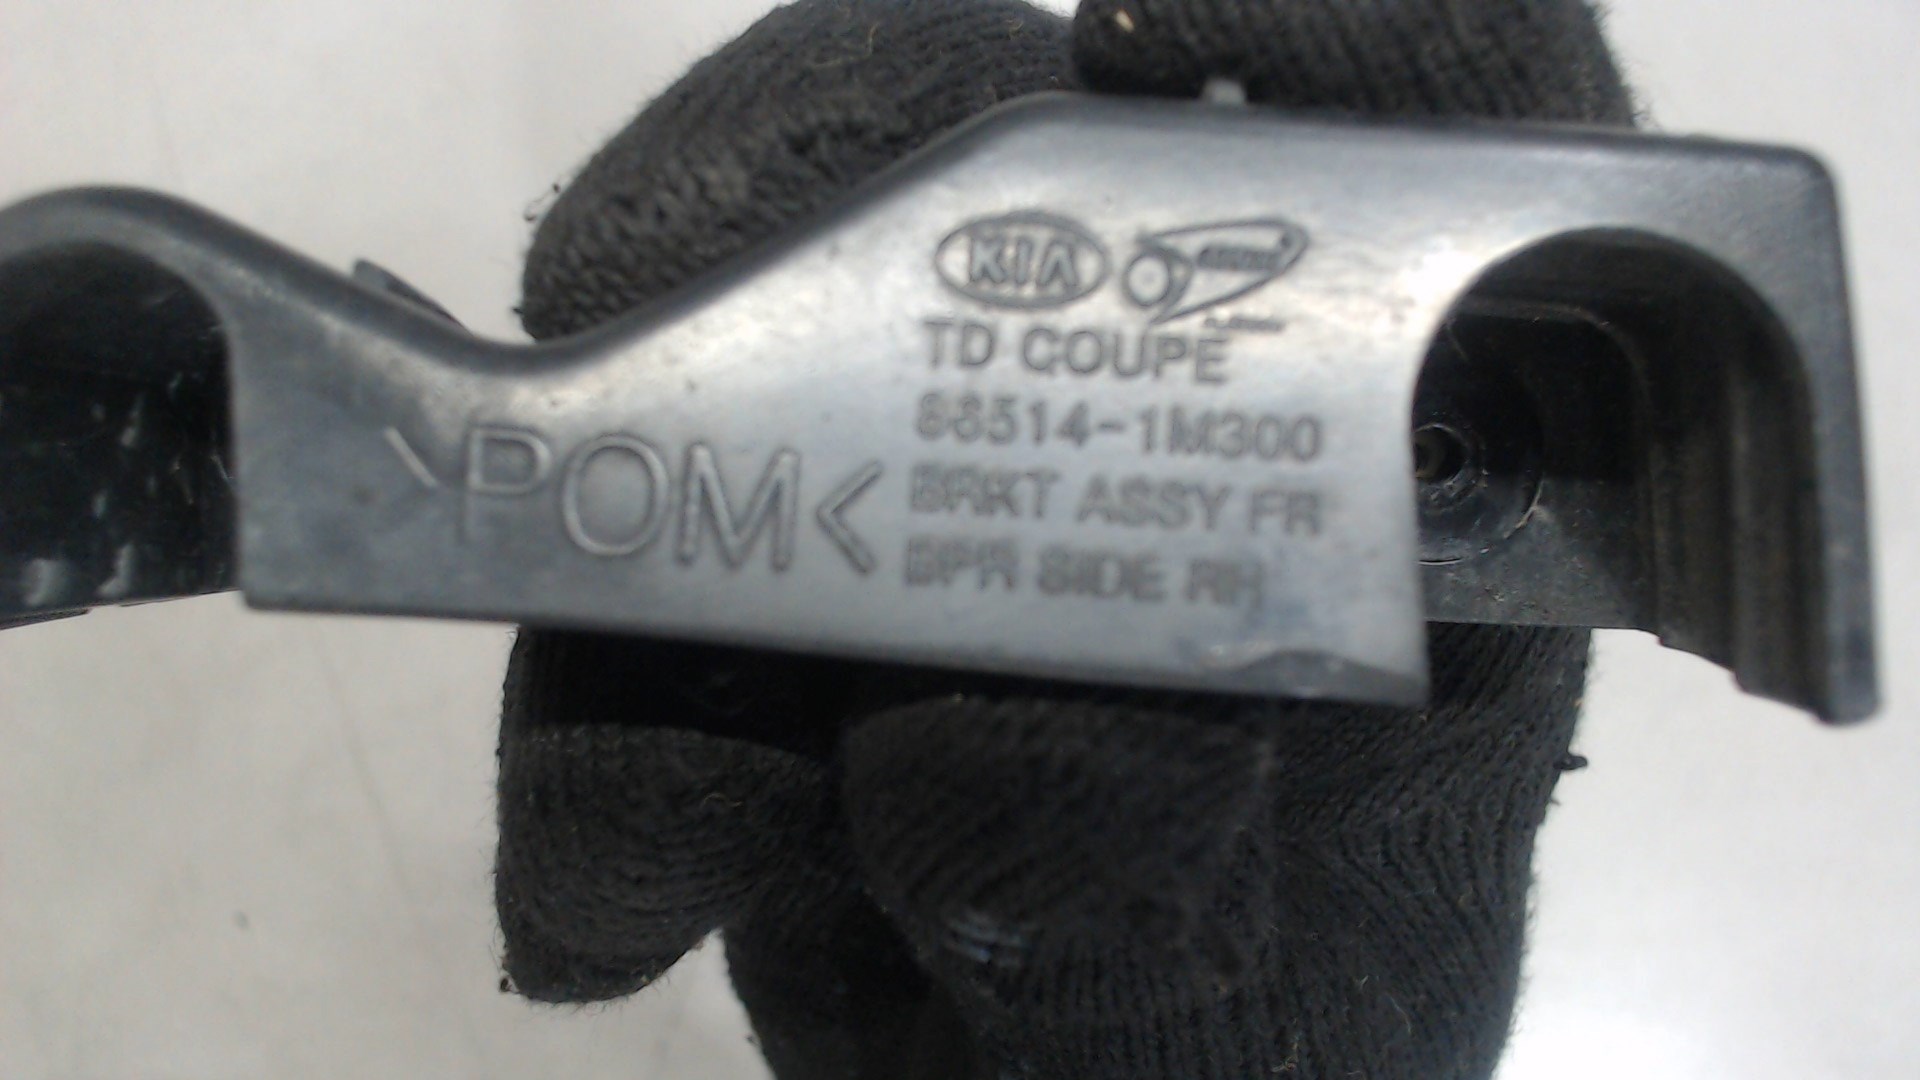 KIA
TD COUPE
86514-1M300
>POM<
BRKT ASSY FR
BPR SIDE RH